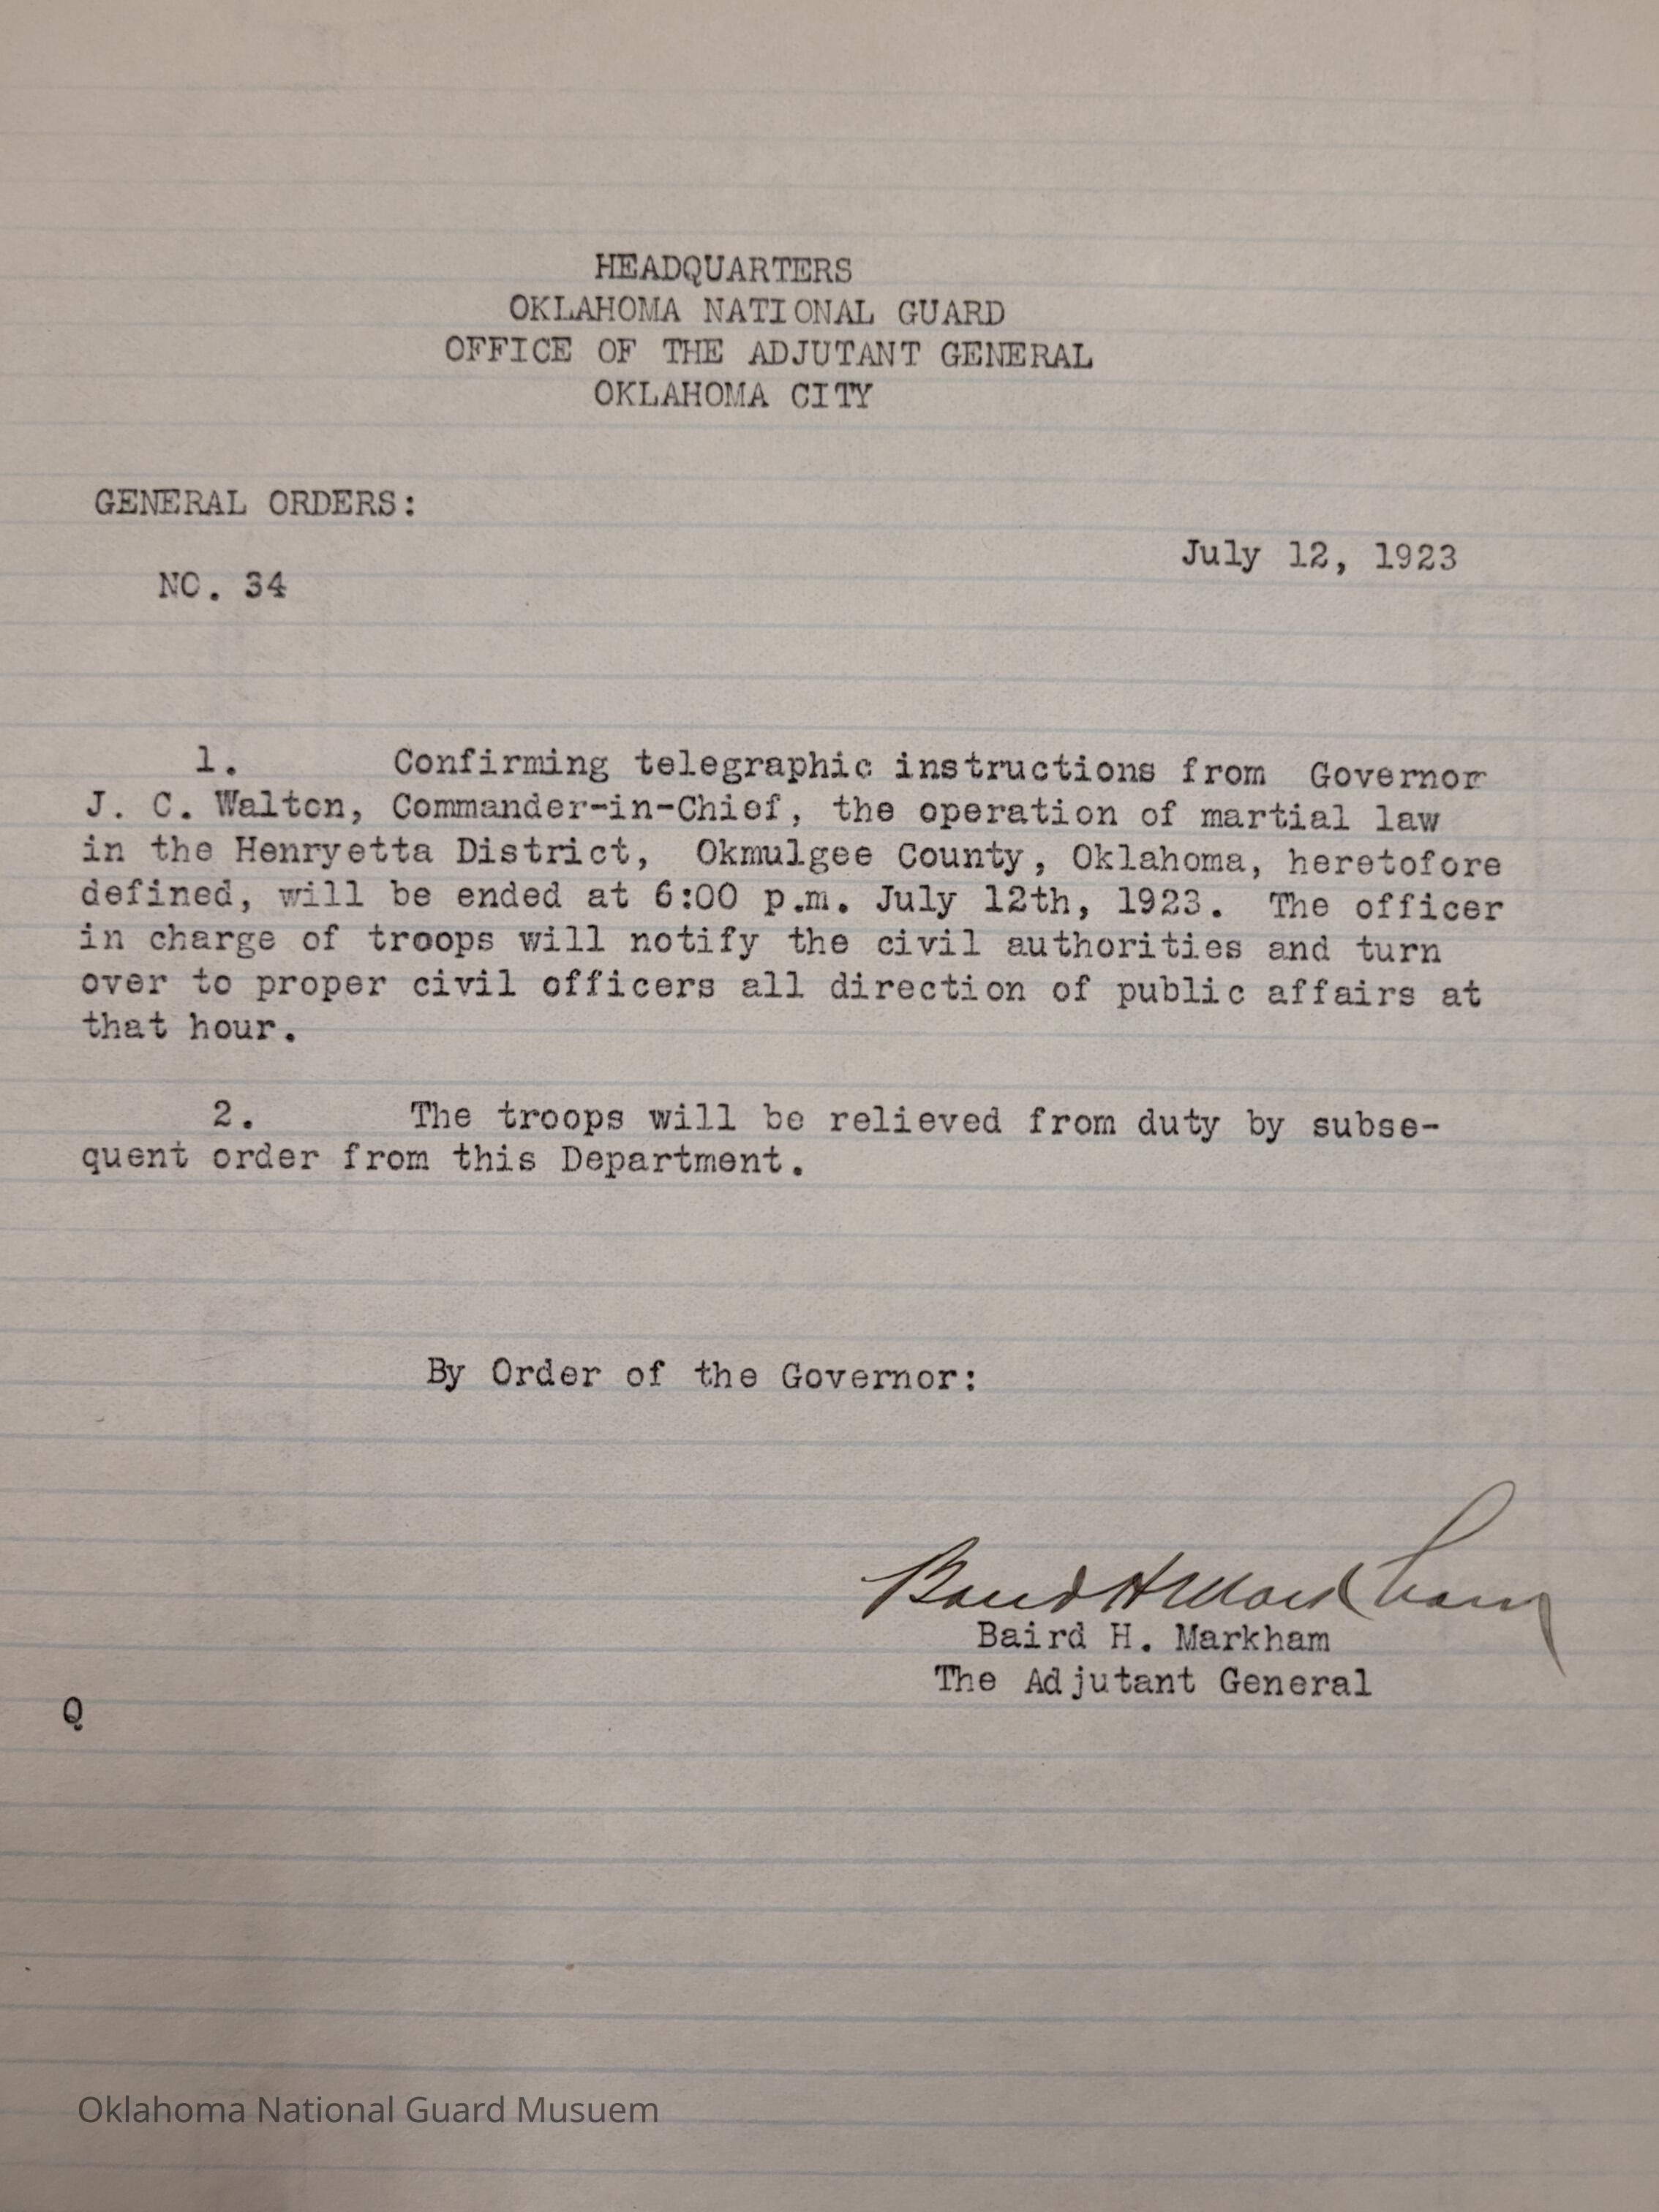 HEADQUARTERS
OKLAHOMA NATIONAL GUARD
OFFICE OF THE ADJUTANT GENERAL
OKLAHOMA CITY
GENERAL ORDERS:
July 12, 1923
NO. 34
1. Confirming telegraphic instructions from Governor
J. C. Walton, Commander-in-Chief, the operation of martial law
in the Henryetta District, Okmulgee County, Oklahoma, heretofore
defined, will be ended at 6:00 p.m. July 12th, 1923. The officer
in charge of troops will notify the civil authorities and turn
over to proper civil officers all direction of public affairs at
that hour.
2. The troops will be relieved from duty by subse-
quent order from this Department.
By Order of the Governor:
Baird H Markham
Baird H. Markham
The Adjutant General
Q
Oklahoma National Guard Musuem